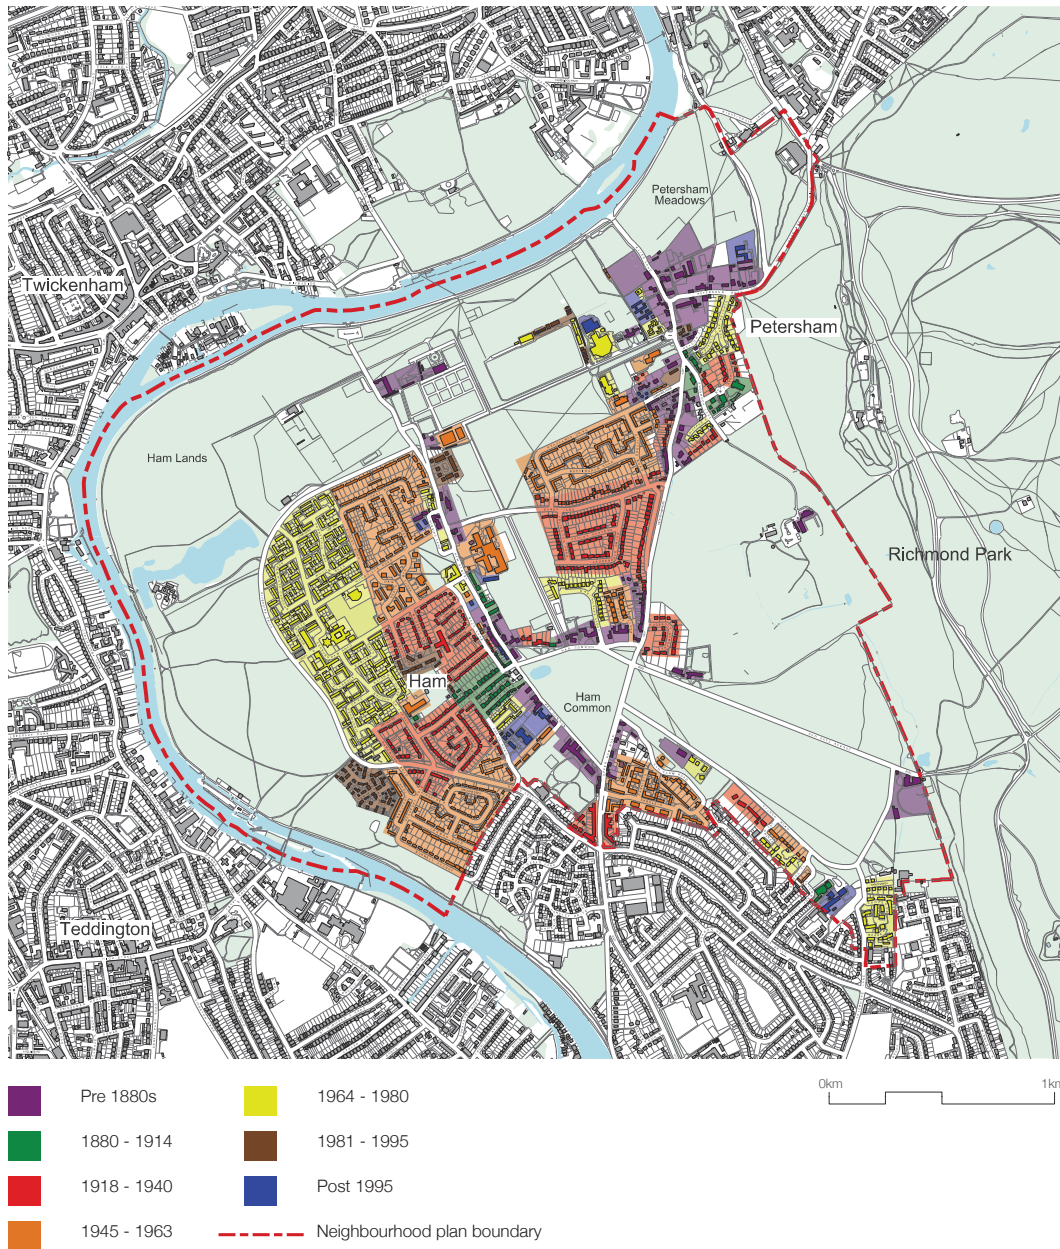 Petersham
Meadows
Twickenham
Petersham
Ham Lands
Richmond Park
Ham
Ham
Common
Teddington
0km
1km
Pre 1880s
1964 - 1980
1880 - 1914
1981 - 1995
1918 - 1940
Post 1995
1945 - 1963
Neighbourhood plan boundary